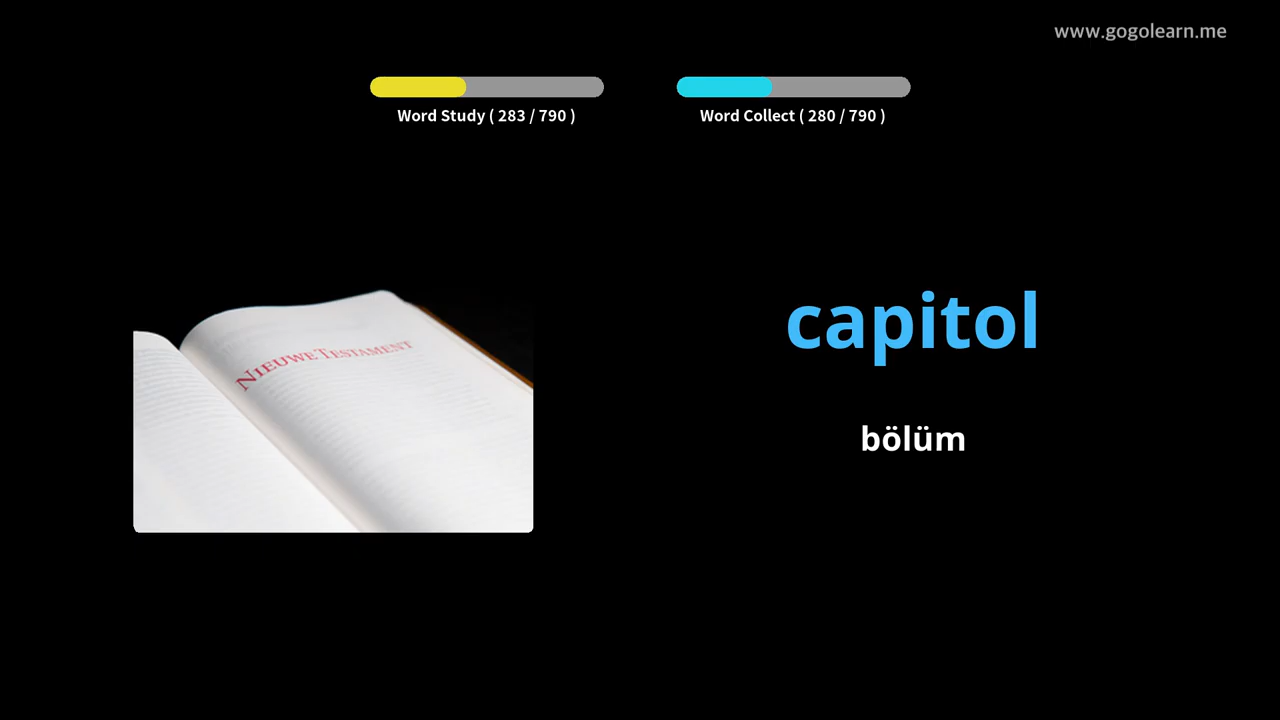 www.gogolearn.me
Word Study ( 283 / 790 )
Word Collect ( 280 / 790 )
NIEUWE TESTAMENT
capitol
bölüm